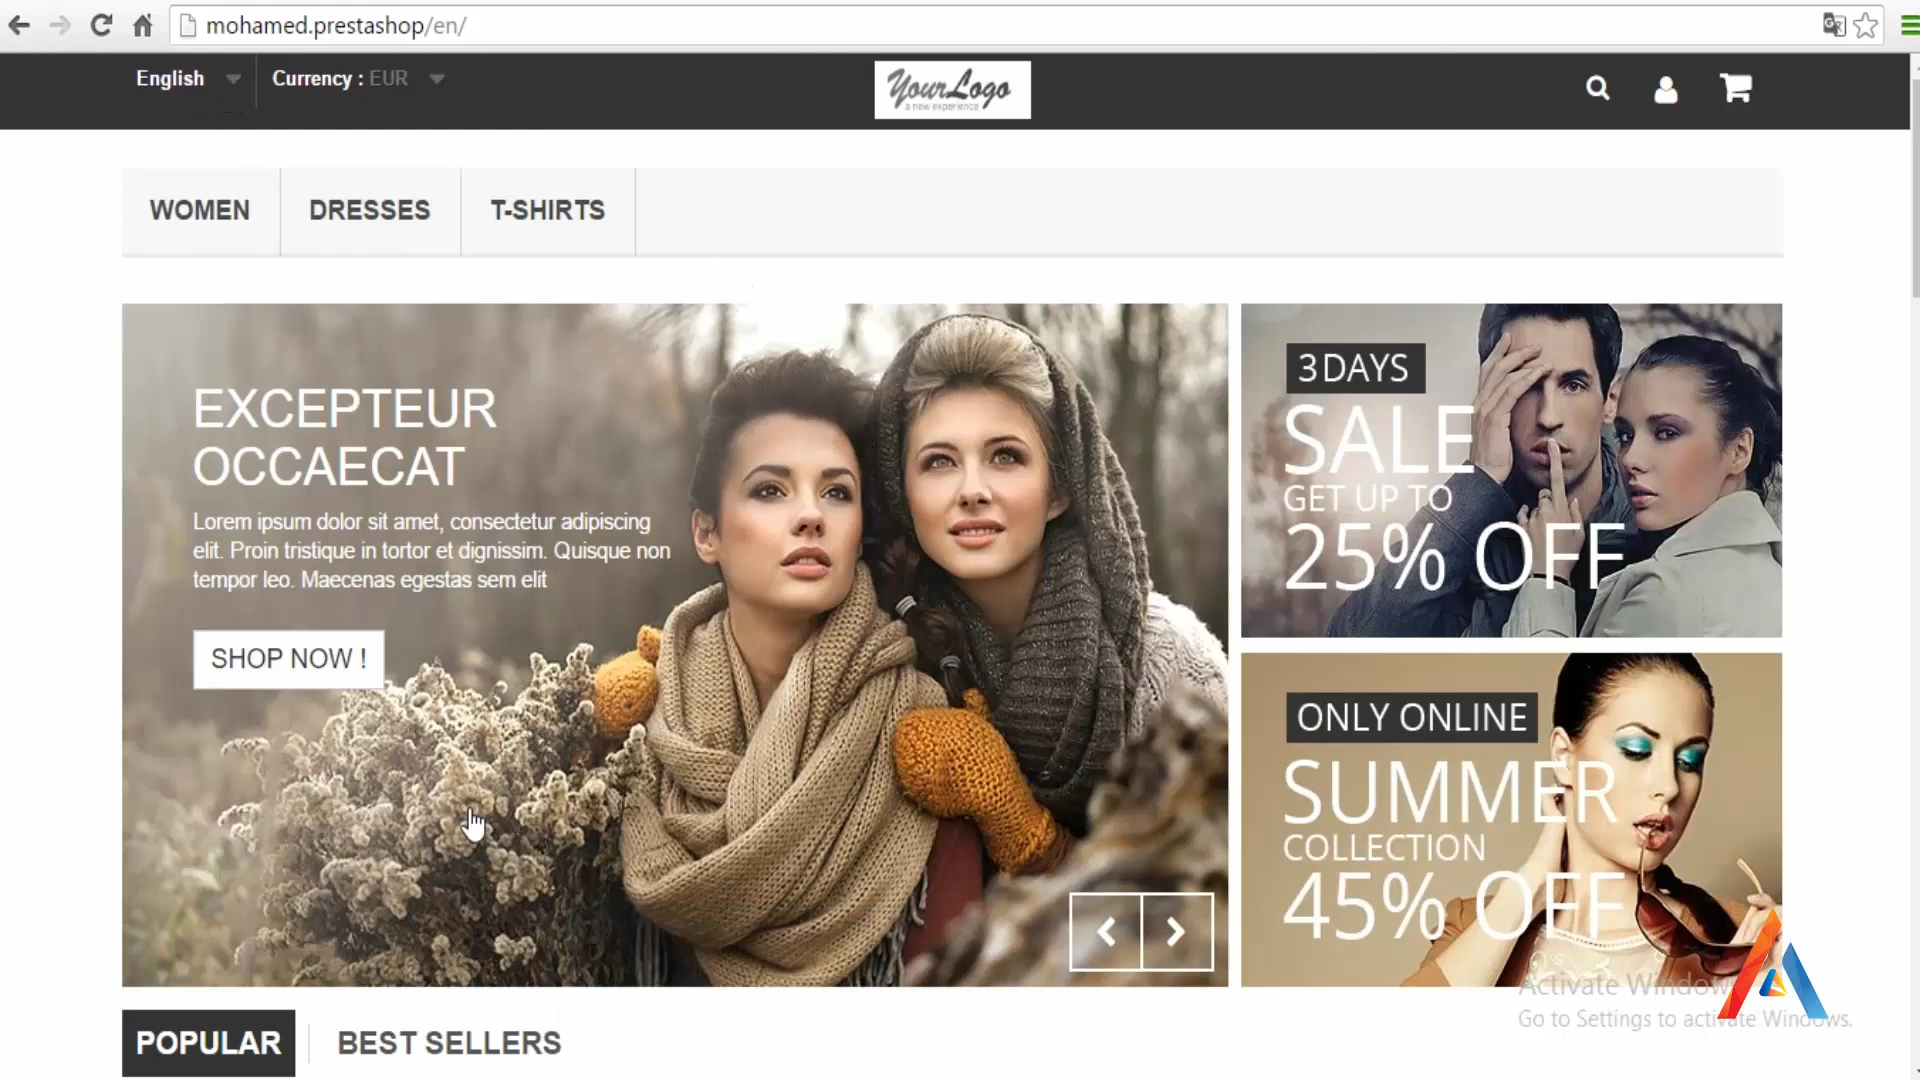 mohamed.prestashop/en/
English
Currency : EUR
YourLogo
a new experience
WOMEN
DRESSES
T-SHIRTS
EXCEPTEUR
OCCAECAT
Lorem ipsum dolor sit amet, consectetur adipiscing
elit. Proin tristique in tortor et dignissim. Quisque non
tempor leo. Maecenas egestas sem elit
SHOP NOW !
3 DAYS
SALE
GET UP TO
25% OFF
ONLY ONLINE
SUMMER
COLLECTION
45% OFF
Activate Windows
Go to Settings to activate Windows.
POPULAR
BEST SELLERS